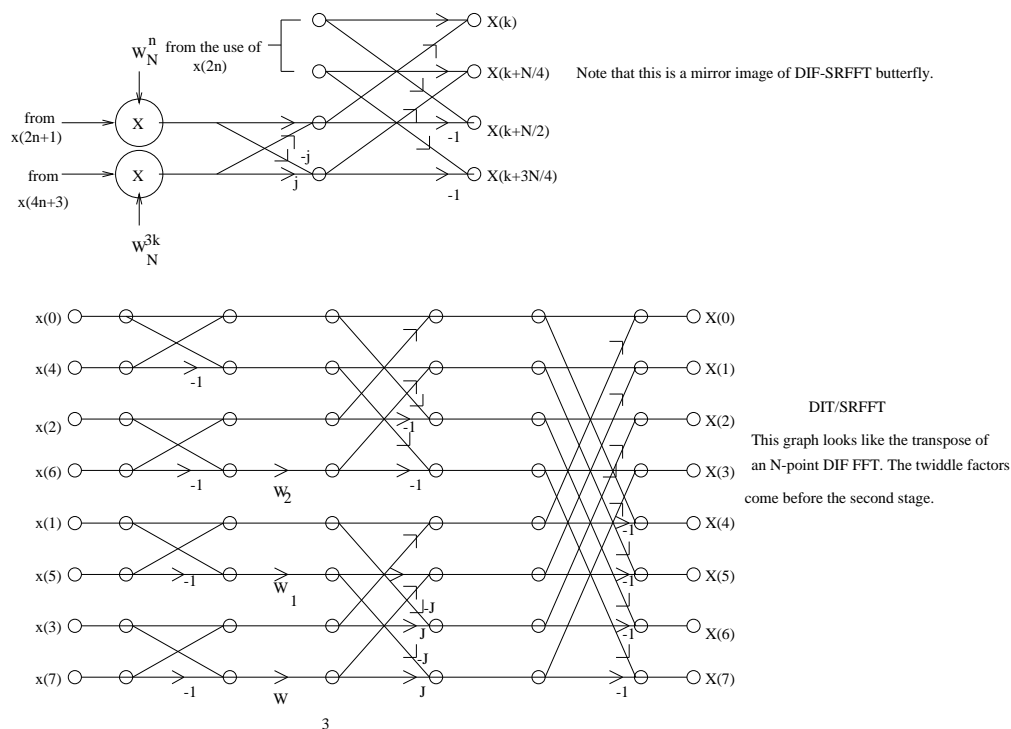 X(k)
W_N^n
from the use of
x(2n)
X(k+N/4)
Note that this is a mirror image of DIF-SRFFT butterfly.
from
x(2n+1)
X
-1
X(k+N/2)
-j
from
x(4n+3)
X
j
-1
X(k+3N/4)
W_N^3k
x(0)
X(0)
x(4)
-1
X(1)
x(2)
-1
X(2)
DIT/SRFFT
This graph looks like the transpose of
x(6)
-1
W_2
-1
X(3)
an N-point DIF FFT. The twiddle factors
come before the second stage.
x(1)
-1
X(4)
x(5)
-1
W_1
-1
X(5)
-J
x(3)
J
-1
X(6)
-J
x(7)
-1
W
J
-1
X(7)
3